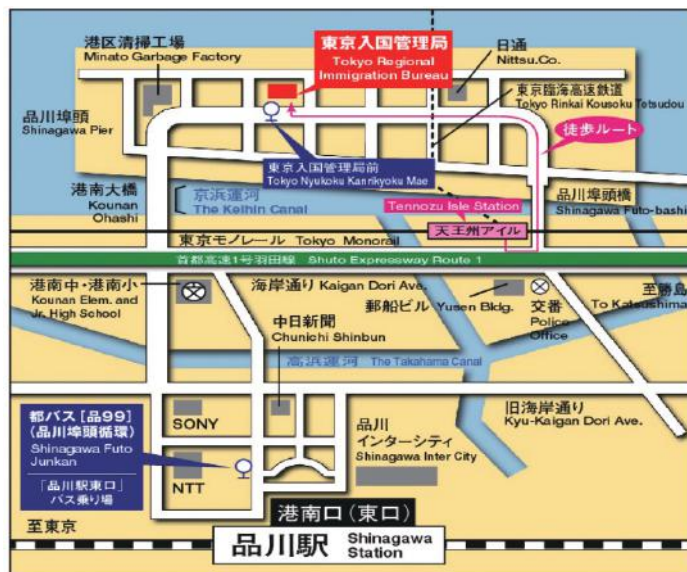 港区清掃工場
Minato Garbage Factory
東京入国管理局
Tokyo Regional
Immigration Bureau
日通
Nittsu.Co.
東京臨海高速鉄道
Tokyo Rinkai Kousoku Tetsudou
品川埠頭
Shinagawa Pier
徒歩ルート
東京入国管理局前
Tokyo Nyukoku Kanrikyoku Mae
港南大橋
Kounan
Ohashi
京浜運河
The Keihin Canal
Tennozu Isle Station
天王州アイル
品川埠頭橋
Shinagawa Futo-bashi
東京モノレール Tokyo Monorail
首都高速1号羽田線 Shuto Expressway Route 1
港南中・港南小
Kounan Elem. and
Jr. High School
海岸通り Kaigan Dori Ave.
郵船ビル Yusen Bldg.
交番
Police
Office
至勝島
To Katsushima
中日新聞
Chunichi Shinbun
高浜運河 The Takahama Canal
都バス [品99]
(品川埠頭循環)
Shinagawa Futo
Junkan
「品川駅東口」
バス乗り場
SONY
NTT
品川
インターシティ
Shinagawa Inter City
旧海岸通り
Kyu-Kaigan Dori Ave.
至東京
港南口(東口)
品川駅 Shinagawa
Station